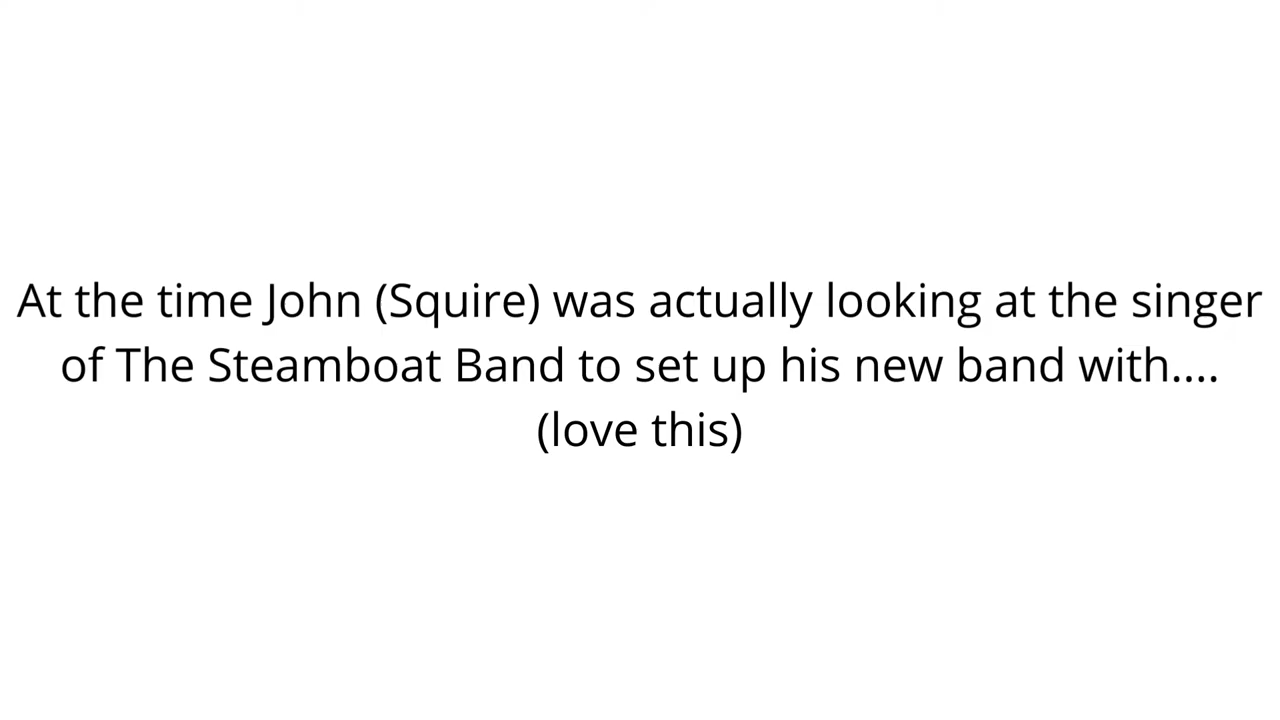 At the time John (Squire) was actually looking at the singer
of The Steamboat Band to set up his new band with....
(love this)